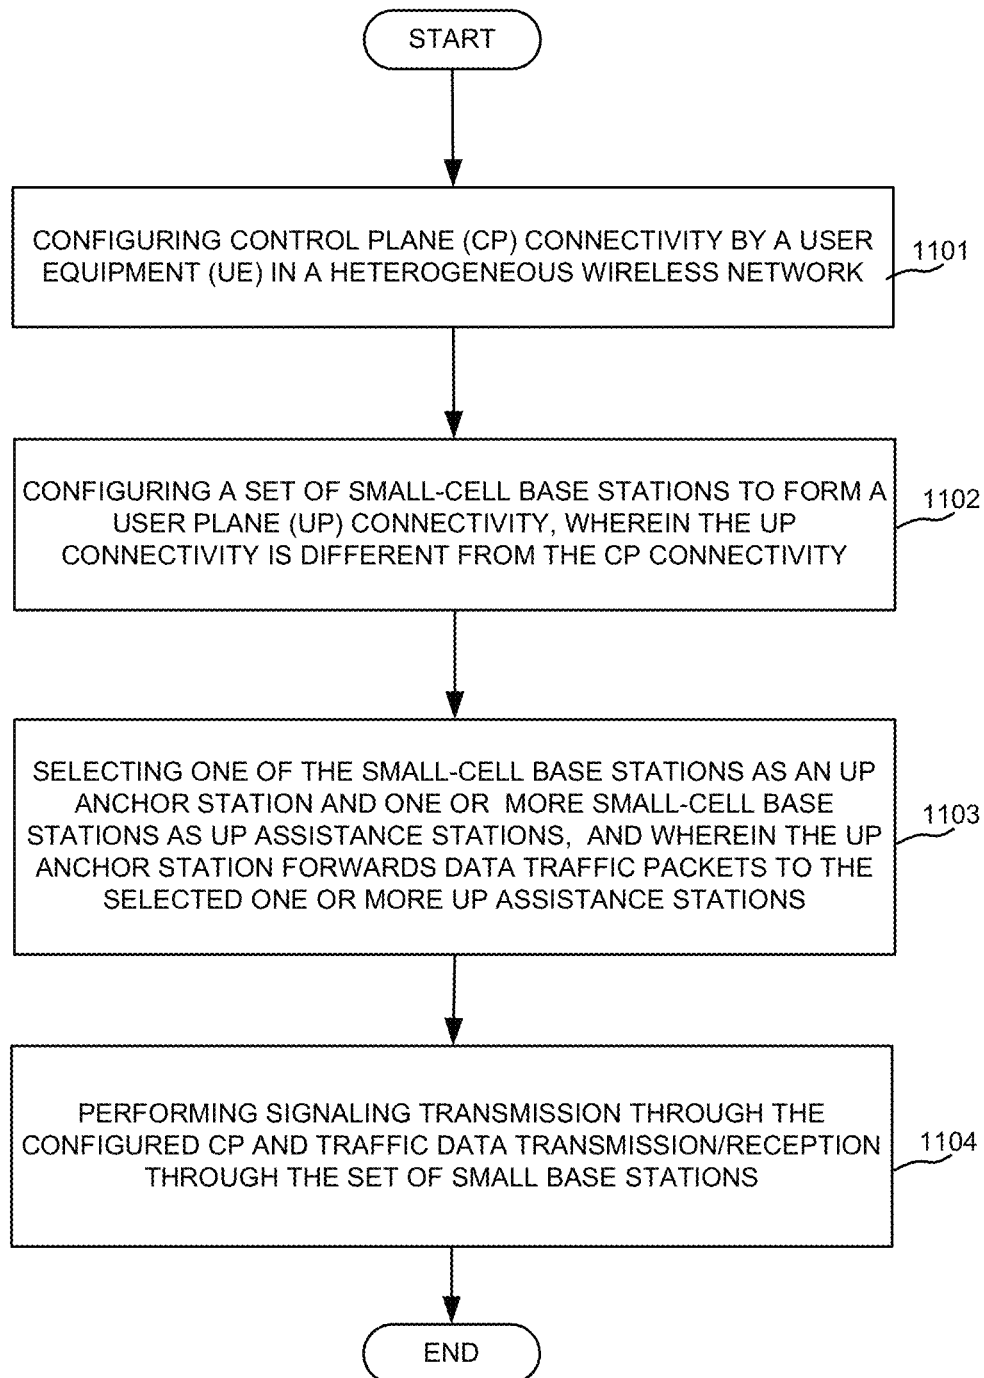 START
CONFIGURING CONTROL PLANE (CP) CONNECTIVITY BY A USER
EQUIPMENT (UE) IN A HETEROGENEOUS WIRELESS NETWORK
1101
CONFIGURING A SET OF SMALL-CELL BASE STATIONS TO FORM A
USER PLANE (UP) CONNECTIVITY, WHEREIN THE UP
CONNECTIVITY IS DIFFERENT FROM THE CP CONNECTIVITY
1102
SELECTING ONE OF THE SMALL-CELL BASE STATIONS AS AN UP
ANCHOR STATION AND ONE OR MORE SMALL-CELL BASE
STATIONS AS UP ASSISTANCE STATIONS, AND WHEREIN THE UP
ANCHOR STATION FORWARDS DATA TRAFFIC PACKETS TO THE
SELECTED ONE OR MORE UP ASSISTANCE STATIONS
1103
PERFORMING SIGNALING TRANSMISSION THROUGH THE
CONFIGURED CP AND TRAFFIC DATA TRANSMISSION/RECEPTION
THROUGH THE SET OF SMALL BASE STATIONS
1104
END